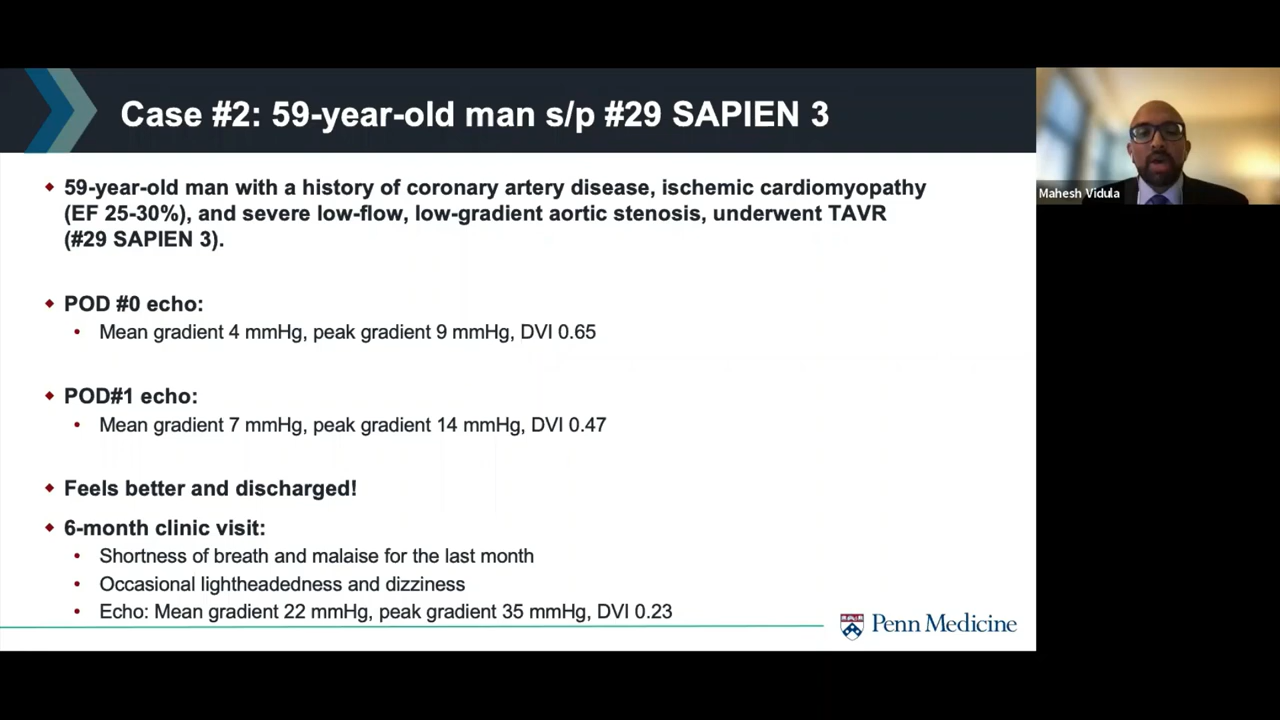 Case #2: 59-year-old man s/p #29 SAPIEN 3
59-year-old man with a history of coronary artery disease, ischemic cardiomyopathy
(EF 25-30%), and severe low-flow, low-gradient aortic stenosis, underwent TAVR
(#29 SAPIEN 3).
POD #0 echo:
Mean gradient 4 mmHg, peak gradient 9 mmHg, DVI 0.65
POD#1 echo:
Mean gradient 7 mmHg, peak gradient 14 mmHg, DVI 0.47
Feels better and discharged!
6-month clinic visit:
Shortness of breath and malaise for the last month
Occasional lightheadedness and dizziness
Echo: Mean gradient 22 mmHg, peak gradient 35 mmHg, DVI 0.23
Penn Medicine
Mahesh Vidula